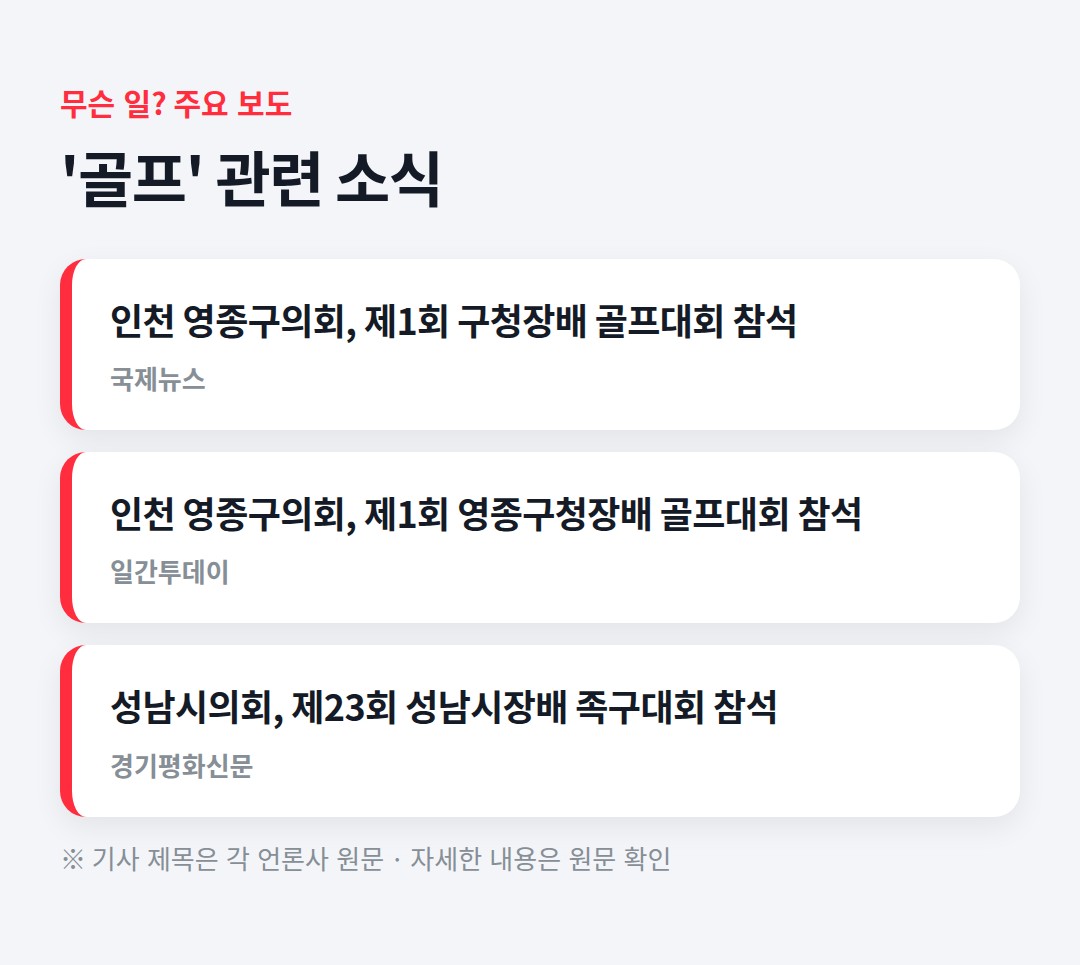 무슨 일? 주요 보도
'골프' 관련 소식
인천 영종구의회, 제1회 구청장배 골프대회 참석
국제뉴스
인천 영종구의회, 제1회 영종구청장배 골프대회 참석
일간투데이
성남시의회, 제23회 성남시장배 족구대회 참석
경기평화신문
※ 기사 제목은 각 언론사 원문 · 자세한 내용은 원문 확인